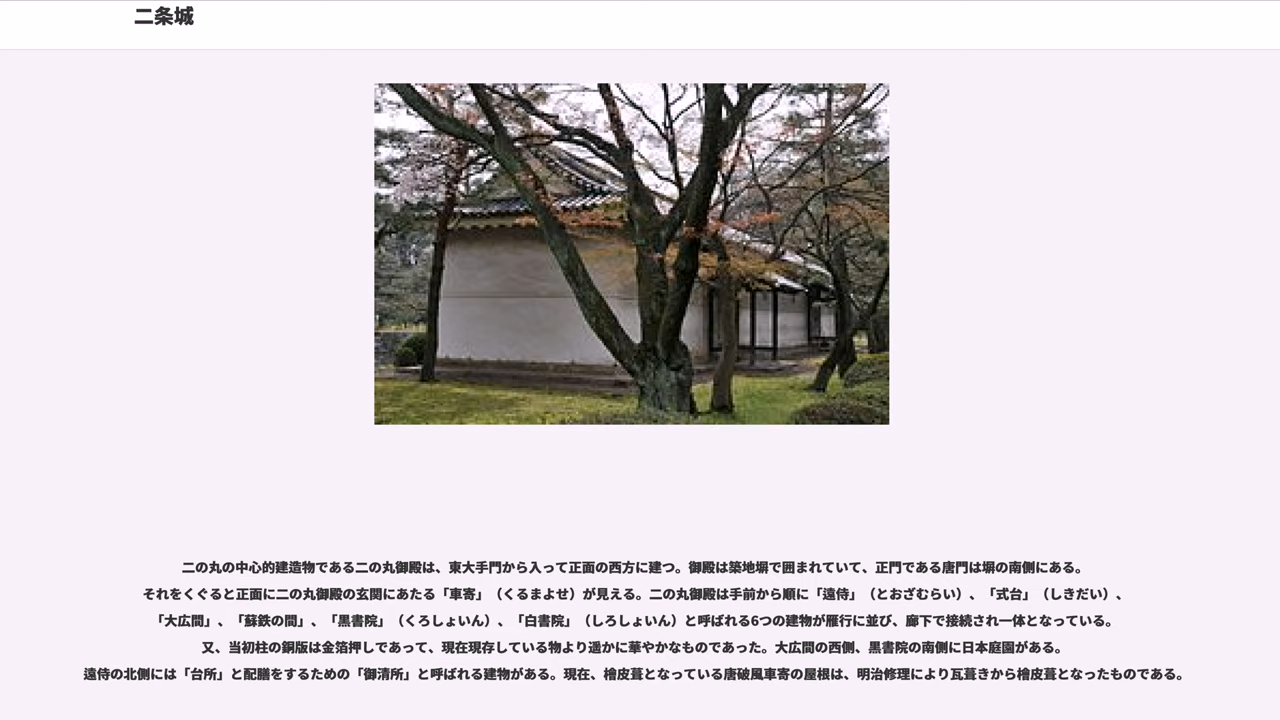 二条城
二の丸の中心的建造物である二の丸御殿は、東大手門から入って正面の西方に建つ。御殿は築地塀で囲まれていて、正門である唐門は塀の南側にある。
それをくぐると正面に二の丸御殿の玄関にあたる「車寄」（くるまよせ）が見える。二の丸御殿は手前から順に「遠侍」（とおざむらい）、「式台」（しきだい）、
「大広間」、「蘇鉄の間」、「黒書院」（くろしょいん）、「白書院」（しろしょいん）と呼ばれる6つの建物が雁行に並び、廊下で接続され一体となっている。
又、当初柱の銅版は金箔押しであって、現在現存している物より遥かに華やかなものであった。大広間の西側、黒書院の南側に日本庭園がある。
遠侍の北側には「台所」と配膳をするための「御清所」と呼ばれる建物がある。現在、檜皮葺となっている唐破風車寄の屋根は、明治修理により瓦葺きから檜皮葺となったものである。